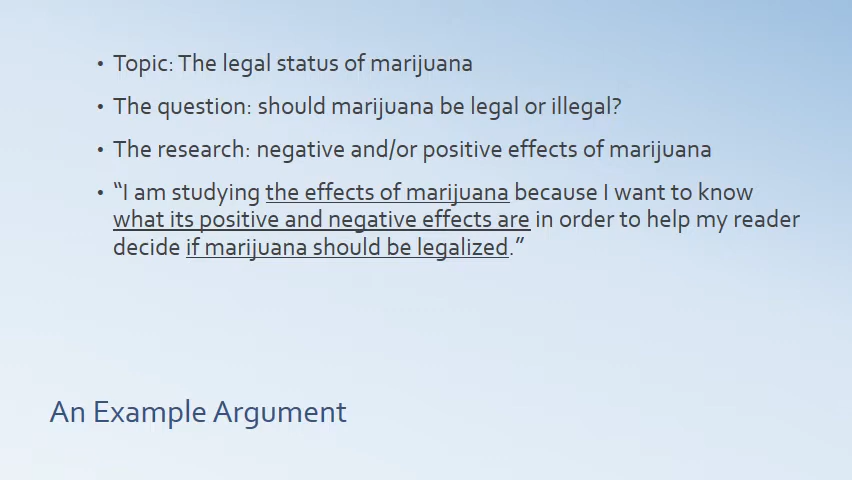 • Topic: The legal status of marijuana
• The question: should marijuana be legal or illegal?
• The research: negative and/or positive effects of marijuana
• “I am studying the effects of marijuana because I want to know
what its positive and negative effects are in order to help my reader
decide if marijuana should be legalized.”
An Example Argument